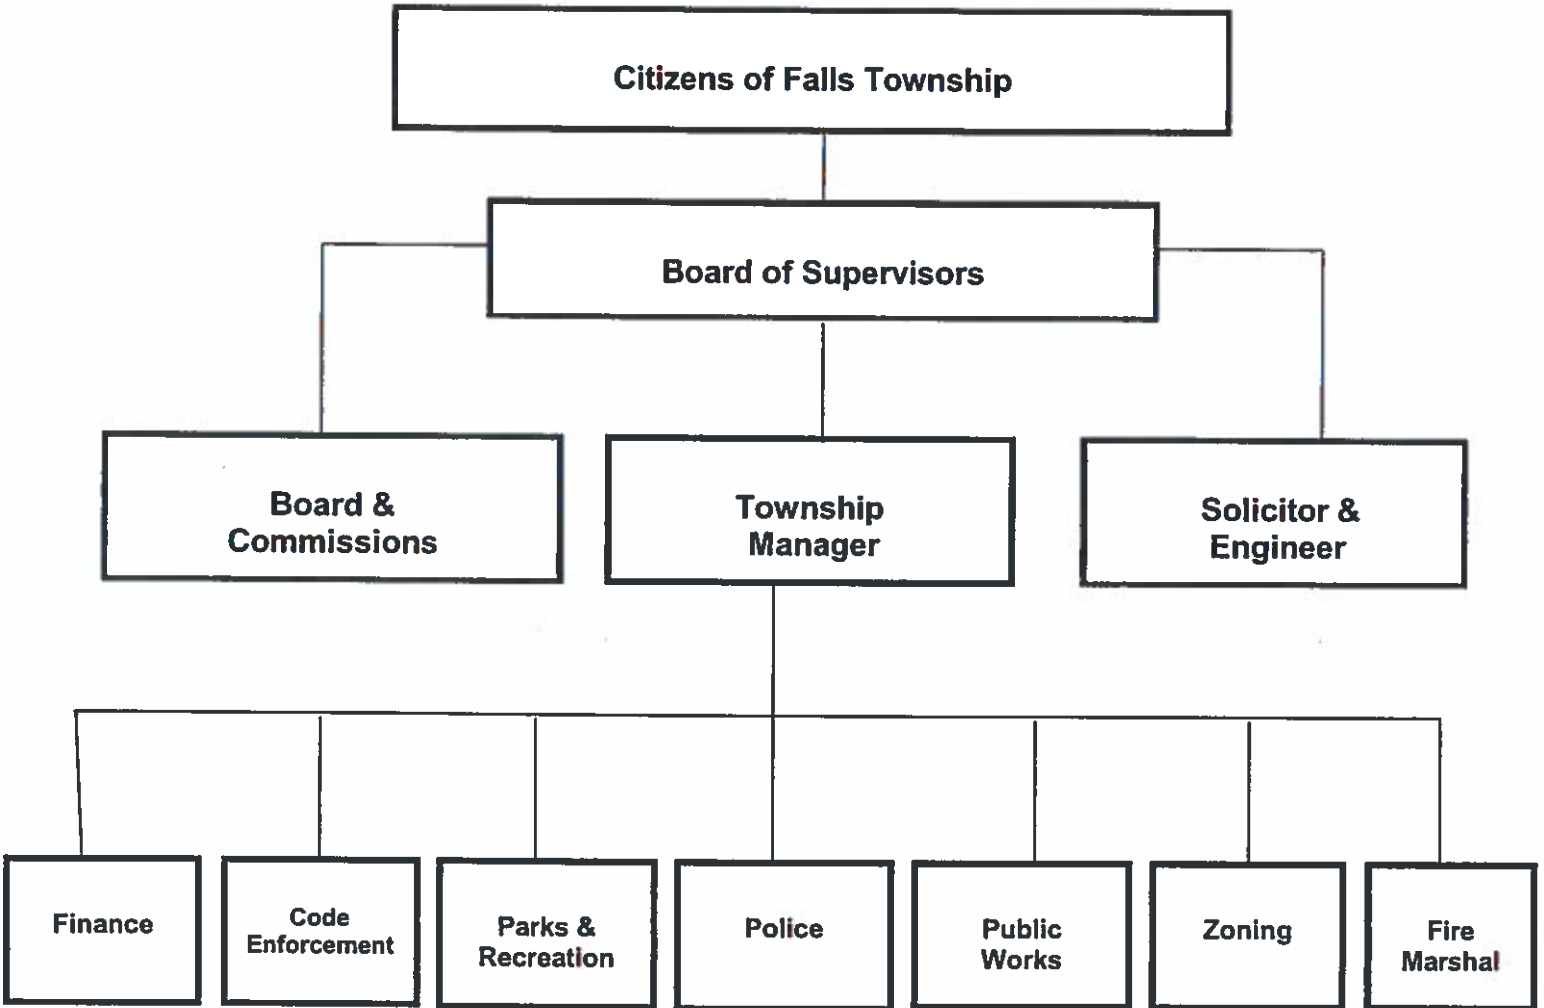 Citizens of Falls Township
Board of Supervisors
Board &
Commissions
Township
Manager
Solicitor &
Engineer
Finance
Code
Enforcement
Parks &
Recreation
Police
Public
Works
Zoning
Fire
Marshal